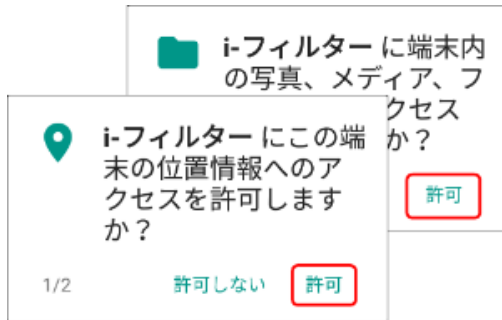 i-フィルター に端末内
の写真、メディア、フ
クセス
か？
許可
i-フィルター にこの端
末の位置情報へのア
クセスを許可します
か？
1/2
許可しない
許可